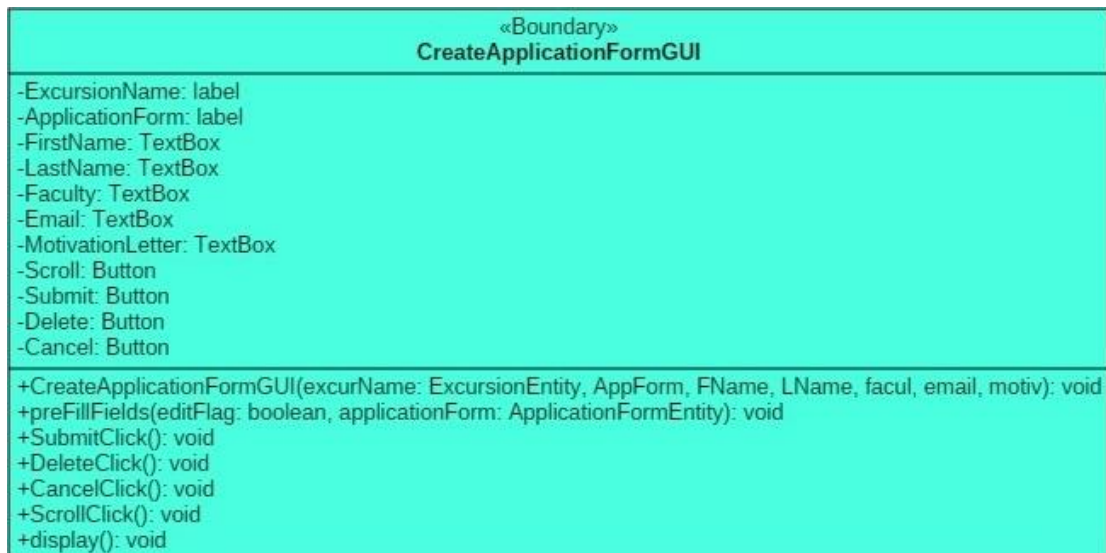 «Boundary»
CreateApplicationFormGUI
-ExcursionName: label
-ApplicationForm: label
-FirstName: TextBox
-LastName: TextBox
-Faculty: TextBox
-Email: TextBox
-MotivationLetter: TextBox
-Scroll: Button
-Submit: Button
-Delete: Button
-Cancel: Button
+CreateApplicationFormGUI(excurName: ExcursionEntity, AppForm, FName, LName, facul, email, motiv): void
+preFillFields(editFlag: boolean, applicationForm: ApplicationFormEntity): void
+SubmitClick(): void
+DeleteClick(): void
+CancelClick(): void
+ScrollClick(): void
+display(): void